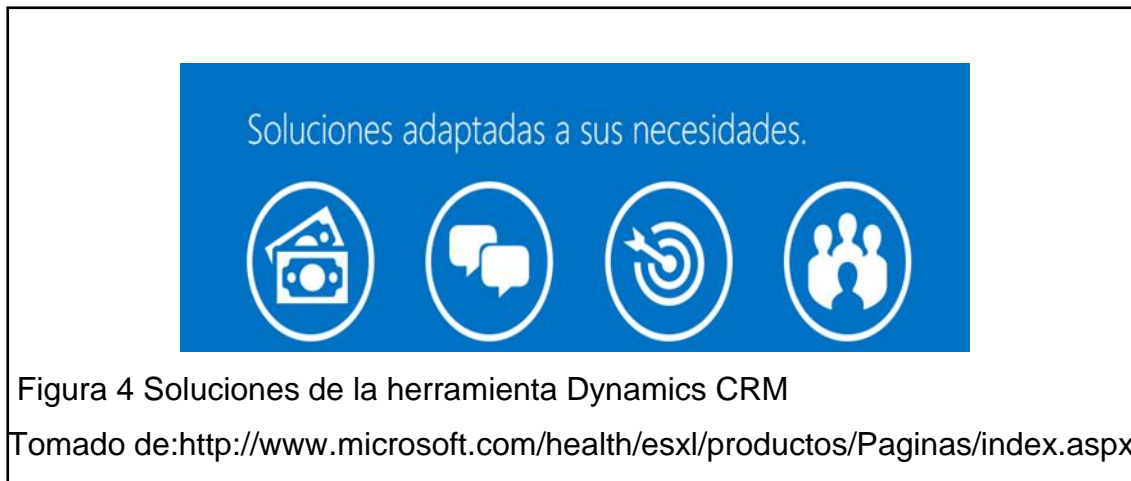 Soluciones adaptadas a sus necesidades.
Figura 4 Soluciones de la herramienta Dynamics CRM
Tomado de:http://www.microsoft.com/health/esxl/productos/Paginas/index.aspx